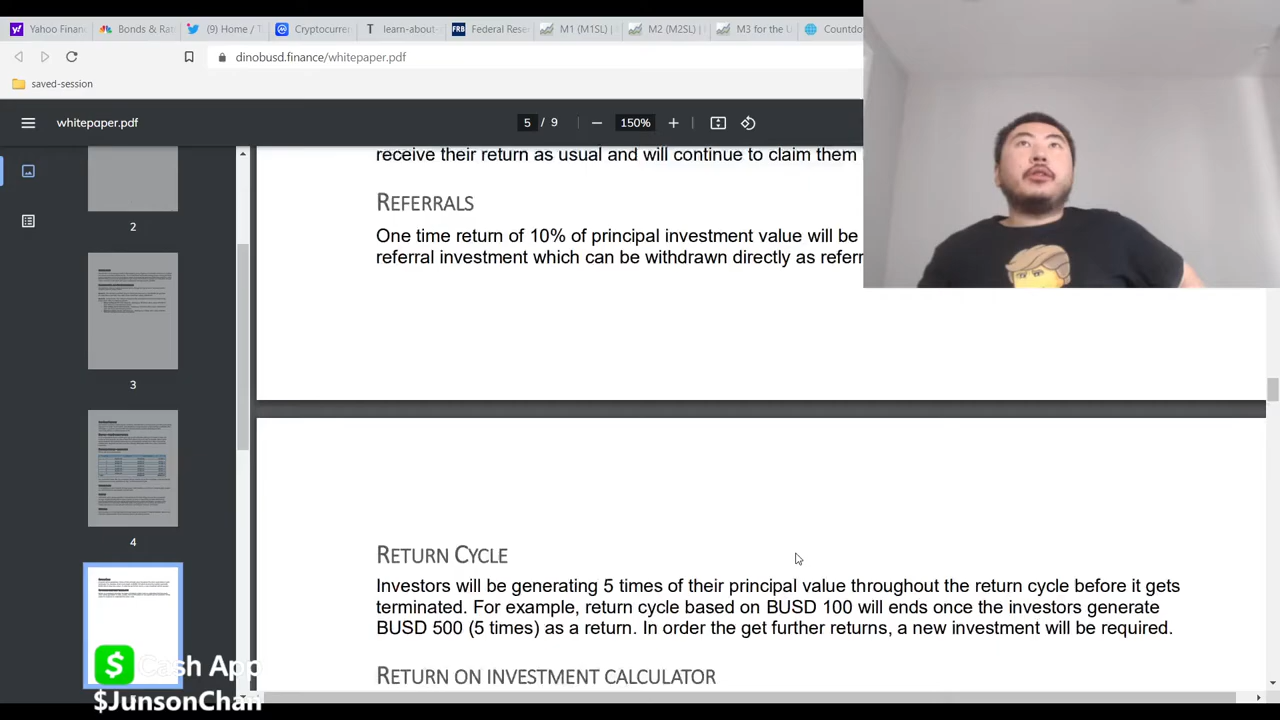 Yahoo Finan
Bonds & Ra
(9) Home / T
Cryptocurre
learn-about-
FRB
Federal Rese
M1 (M1SL) |
M2 (M2SL) |
M3 for the U
Countdo
dinobusd.finance/whitepaper.pdf
saved-session
whitepaper.pdf
5 / 9
150%
receive their return as usual and will continue to claim them
REFERRALS
One time return of 10% of principal investment value will be
referral investment which can be withdrawn directly as referr
2
3
4
RETURN CYCLE
Investors will be generating 5 times of their principal value throughout the return cycle before it gets
terminated. For example, return cycle based on BUSD 100 will ends once the investors generate
BUSD 500 (5 times) as a return. In order the get further returns, a new investment will be required.
RETURN ON INVESTMENT CALCULATOR
$ Cash App
$JunsonChan